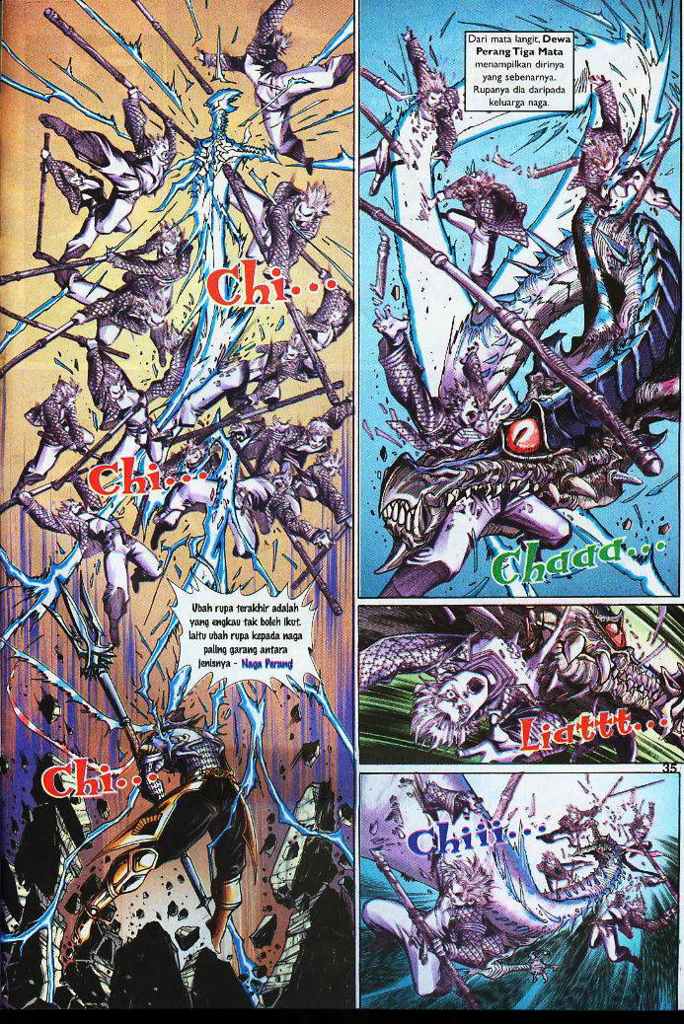 Chi...
Chi...
Ubah rupa terakhir adalah
yang engkau tak boleh ikut.
Iaitu ubah rupa kepada naga
paling garang antara
jenisnya - Naga Perang!
Chi...
Dari mata langit, Dewa
Perang Tiga Mata
menampilkan dirinya
yang sebenarnya.
Rupanya dia daripada
keluarga naga.
Chaaa...
Liattt...
35
Chiii...